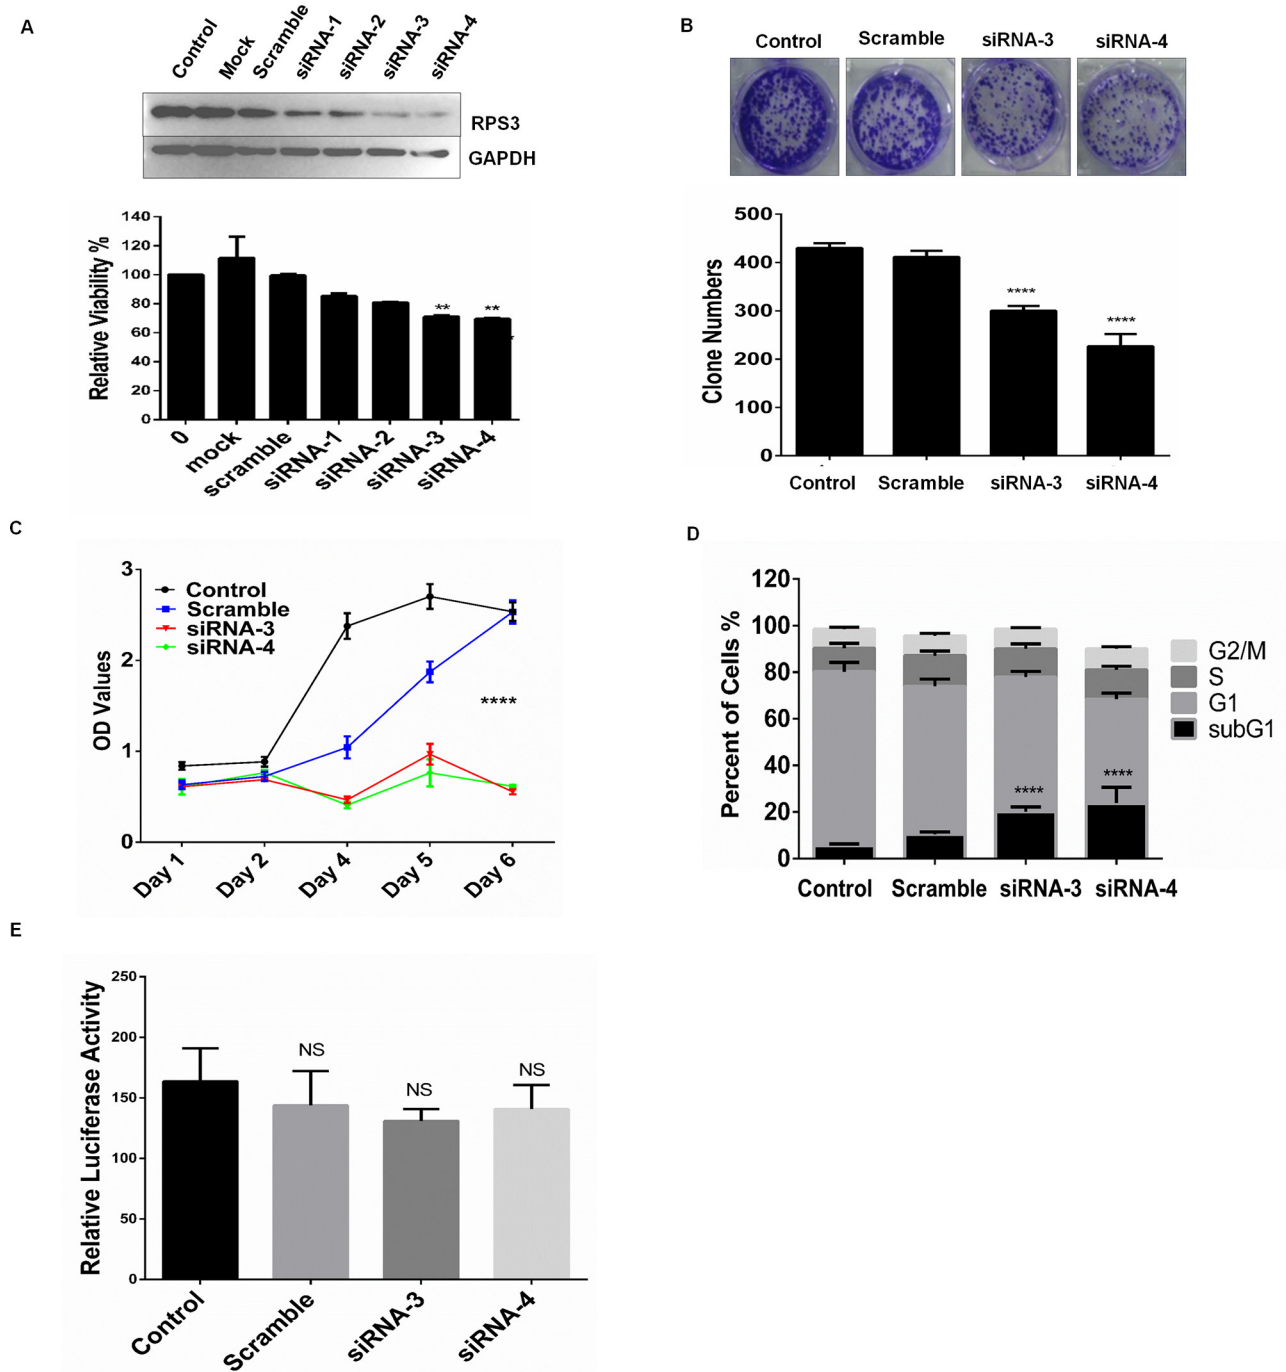 A
Control Mock Scramble siRNA-1 siRNA-2 siRNA-3 siRNA-4
RPS3
GAPDH
Relative Viability %
140
120
100
80
60
40
20
0
** **
0 mock scramble siRNA-1 siRNA-2 siRNA-3 siRNA-4
B
Control Scramble siRNA-3 siRNA-4
Clone Numbers
500
400
300
200
100
0
**** ****
Control Scramble siRNA-3 siRNA-4
C
OD Values
3
2
1
0
Control
Scramble
siRNA-3
siRNA-4
****
Day 1 Day 2 Day 4 Day 5 Day 6
D
Percent of Cells %
120
100
80
60
40
20
0
**** ****
G2/M
S
G1
subG1
Control Scramble siRNA-3 siRNA-4
E
Relative Luciferase Activity
250
200
150
100
50
0
NS NS NS
Control Scramble siRNA-3 siRNA-4